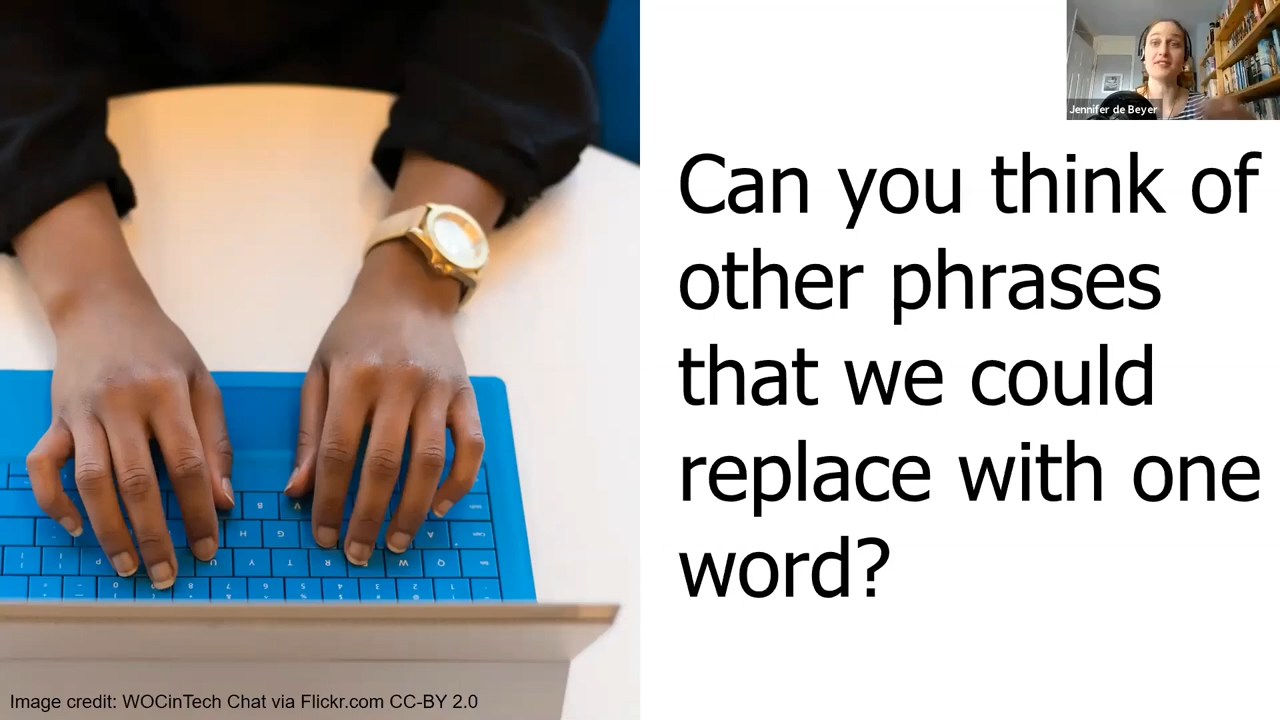 Jennifer de Beyer
Can you think of
other phrases
that we could
replace with one
word?
Image credit: WOCinTech Chat via Flickr.com CC-BY 2.0